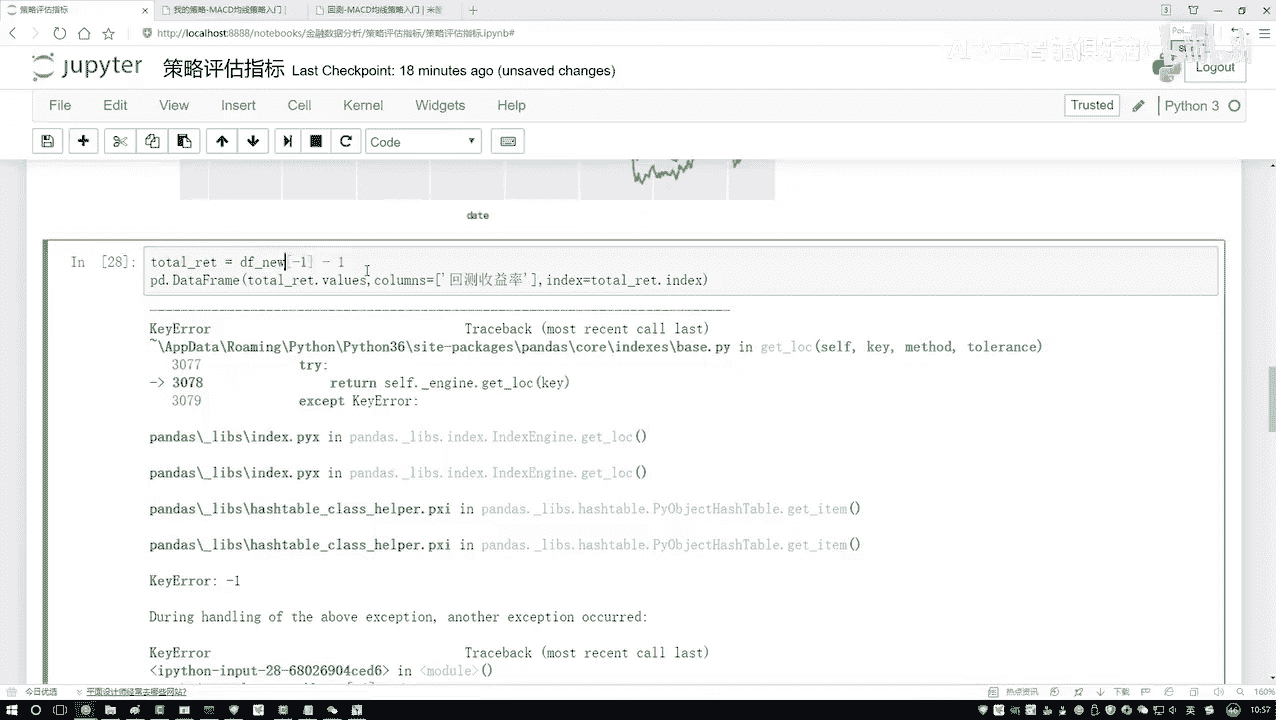 策略评估指标
我的策略-MACD均线策略入门
回测-MACD均线策略入门 | 米筐
http://localhost:8888/notebooks/金融数据分析/策略评估指标/策略评估指标.ipynb#
jupyter 策略评估指标 Last Checkpoint: 18 minutes ago (unsaved changes)
Logout
File Edit View Insert Cell Kernel Widgets Help
Trusted
Python 3
Code
date
In [28]:
total_ret = df_new[-1] - 1
pd.DataFrame(total_ret.values,columns=['回测收益率'],index=total_ret.index)
KeyError Traceback (most recent call last)
~\AppData\Roaming\Python\Python36\site-packages\pandas\core\indexes\base.py in get_loc(self, key, method, tolerance)
3077 try:
-> 3078 return self._engine.get_loc(key)
3079 except KeyError:
pandas\_libs\index.pyx in pandas._libs.index.IndexEngine.get_loc()
pandas\_libs\index.pyx in pandas._libs.index.IndexEngine.get_loc()
pandas\_libs\hashtable_class_helper.pxi in pandas._libs.hashtable.PyObjectHashTable.get_item()
pandas\_libs\hashtable_class_helper.pxi in pandas._libs.hashtable.PyObjectHashTable.get_item()
KeyError: -1
During handling of the above exception, another exception occurred:
KeyError Traceback (most recent call last)
<ipython-input-28-68026904ced6> in <module>()
今日优选
平面设计师经常去哪些网站?
热点资讯
下载
160%
英
10:57